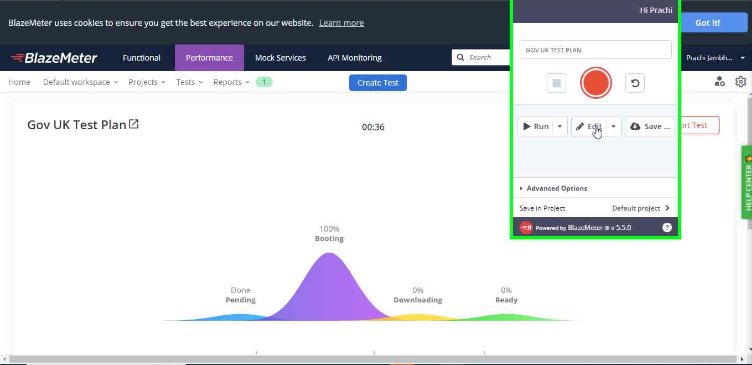 Hi Prachi
BlazeMeter uses cookies to ensure you get the best experience on our website. Learn more
Got It!
GOV UK TEST PLAN
BlazeMeter
Functional
Performance
Mock Services
API Monitoring
Search
Prachi Jambh...
Home
Default workspace
Projects
Tests
Reports
1
Create Test
Gov UK Test Plan
00:36
Run
Edit
Save ...
ort Test
HELP CENTER
Advanced Options
Save in Project
Default project
Powered by BlazeMeter ® v 5.5.0
?
100%
Booting
Done
Pending
0%
Downloading
0%
Ready